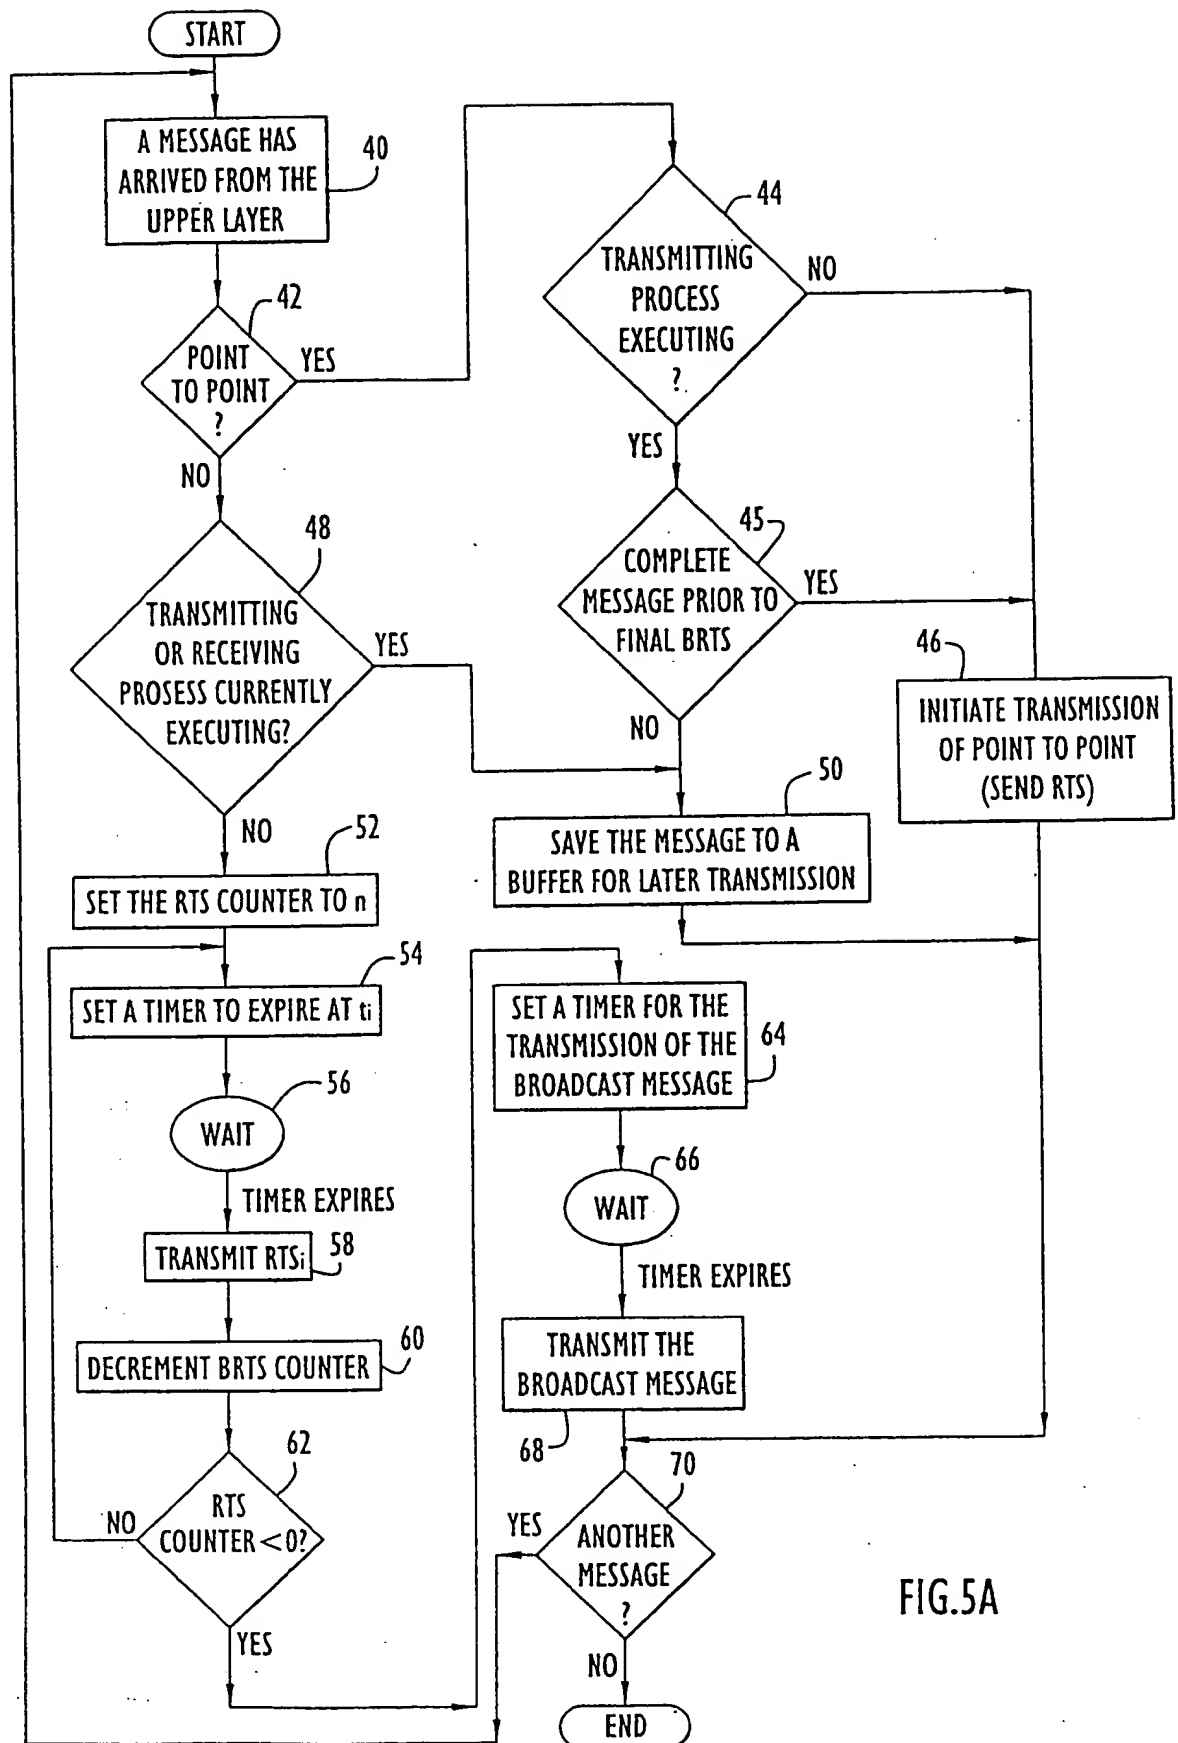 START
A MESSAGE HAS
ARRIVED FROM THE
UPPER LAYER
40
42
POINT
TO POINT
?
YES
NO
44
TRANSMITTING
PROCESS
EXECUTING
?
NO
YES
45
COMPLETE
MESSAGE PRIOR TO
FINAL BRTS
YES
NO
46
INITIATE TRANSMISSION
OF POINT TO POINT
(SEND RTS)
48
TRANSMITTING
OR RECEIVING
PROSESS CURRENTLY
EXECUTING?
YES
NO
50
SAVE THE MESSAGE TO A
BUFFER FOR LATER TRANSMISSION
52
SET THE RTS COUNTER TO n
54
SET A TIMER TO EXPIRE AT ti
56
WAIT
TIMER EXPIRES
TRANSMIT RTSi
58
DECREMENT BRTS COUNTER
60
62
RTS
COUNTER <0?
NO
YES
SET A TIMER FOR THE
TRANSMISSION OF THE
BROADCAST MESSAGE
64
66
WAIT
TIMER EXPIRES
TRANSMIT THE
BROADCAST MESSAGE
68
70
ANOTHER
MESSAGE
?
YES
NO
END
FIG.5A